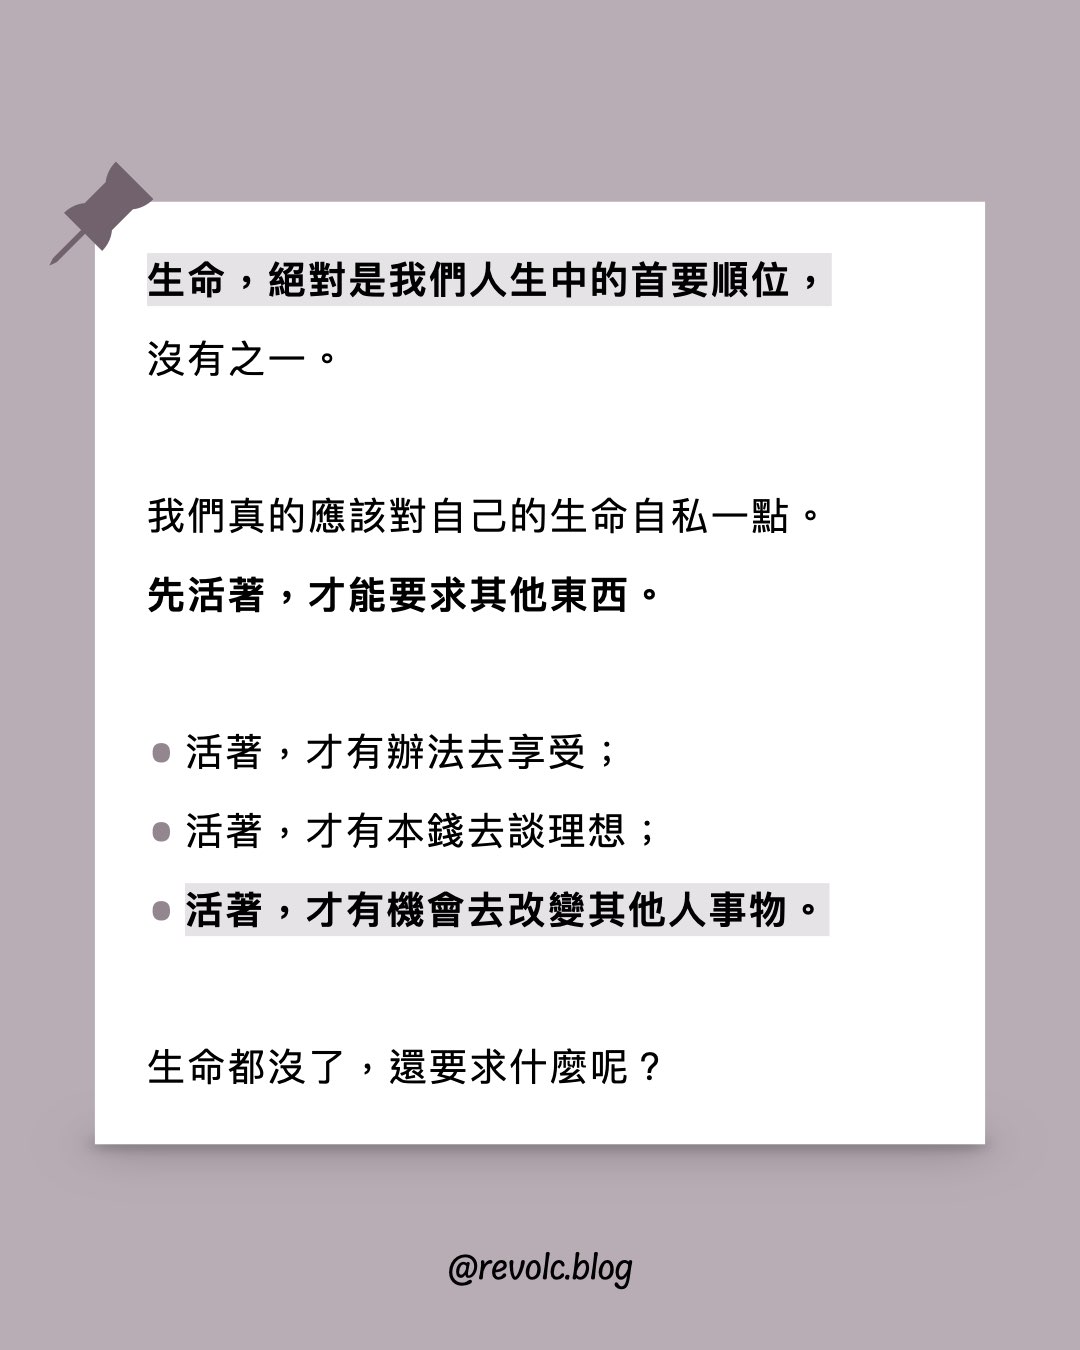 生命，絕對是我們人生中的首要順位，
沒有之一。
我們真的應該對自己的生命自私一點。
先活著，才能要求其他東西。
• 活著，才有辦法去享受；
• 活著，才有本錢去談理想；
• 活著，才有機會去改變其他人事物。
生命都沒了，還要求什麼呢？
@revolc.blog